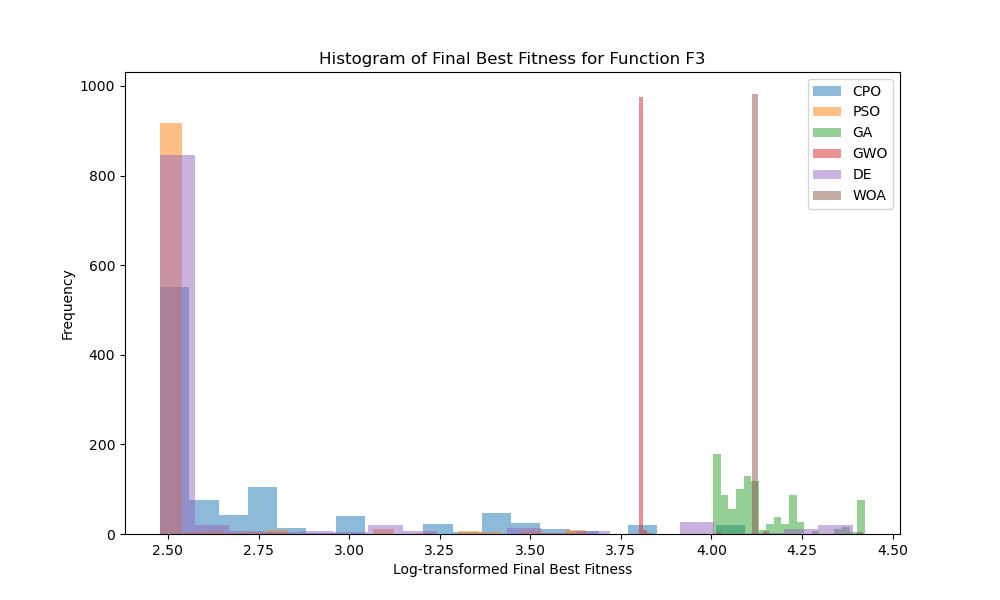 Histogram of Final Best Fitness for Function F3
1000
800
600
400
200
0
Frequency
CPO
PSO
GA
GWO
DE
WOA
2.50 2.75 3.00 3.25 3.50 3.75 4.00 4.25 4.50
Log-transformed Final Best Fitness